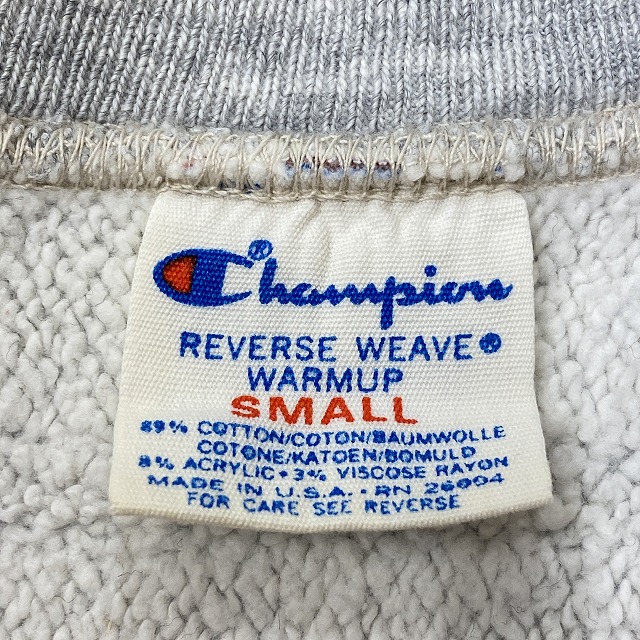 Champion®
REVERSE WEAVE®
WARMUP
SMALL
89% COTTON/COTON/BAUMWOLLE
COTONE/KATOEN/BOMULD
8% ACRYLIC • 3% VISCOSE RAYON
MADE IN U.S.A. • RN 26094
FOR CARE SEE REVERSE